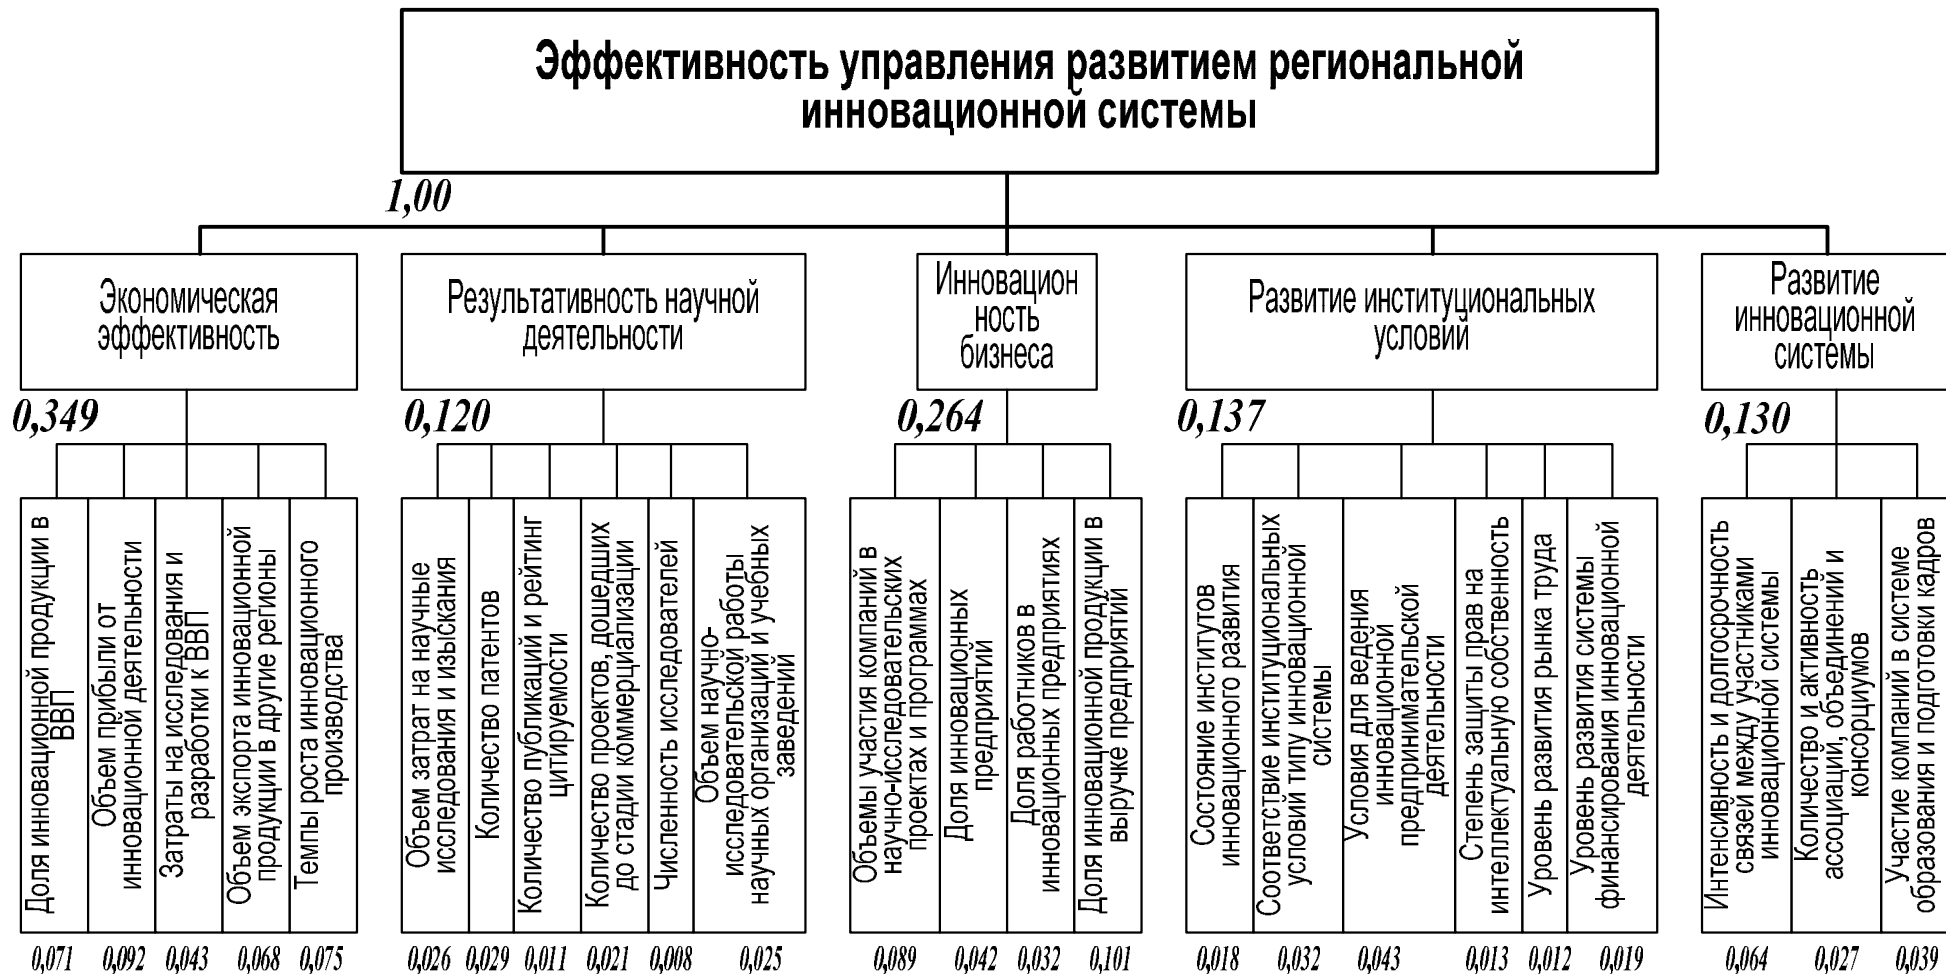 Эффективность управления развитием региональной
инновационной системы
1,00
Экономическая
эффективность
Результативность научной
деятельности
Инновацион
ность
бизнеса
Развитие институциональных
условий
Развитие
инновационной
системы
0,349
0,120
0,264
0,137
0,130
Доля инновационной продукции в
ВВП
Объем прибыли от
инновационной деятельности
Затраты на исследования и
разработки к ВВП
Объем экспорта инновационной
продукции в другие регионы
Темпы роста инновационного
производства
Объем затрат на научные
исследования и изыскания
Количество патентов
Количество публикаций и рейтинг
цитируемости
Количество проектов, дошедших
до стадии коммерциализации
Численность исследователей
Объем научно-
исследовательской работы
научных организаций и учебных
заведений
Объемы участия компаний в
научно-исследовательских
проектах и программах
Доля инновационных
предприятий
Доля работников в
инновационных предприятиях
Доля инновационной продукции в
выручке предприятий
Состояние институтов
инновационного развития
Соответствие институциональных
условий типу инновационной
системы
Условия для ведения
инновационной
предпринимательской
деятельности
Степень защиты прав на
интеллектуальную собственность
Уровень развития рынка труда
Уровень развития системы
финансирования инновационной
деятельности
Интенсивность и долгосрочность
связей между участниками
инновационной системы
Количество и активность
ассоциаций, объединений и
консорциумов
Участие компаний в системе
образования и подготовки кадров
0,071
0,092
0,043
0,068
0,075
0,026
0,029
0,011
0,021
0,008
0,025
0,089
0,042
0,032
0,101
0,018
0,032
0,043
0,013
0,012
0,019
0,064
0,027
0,039